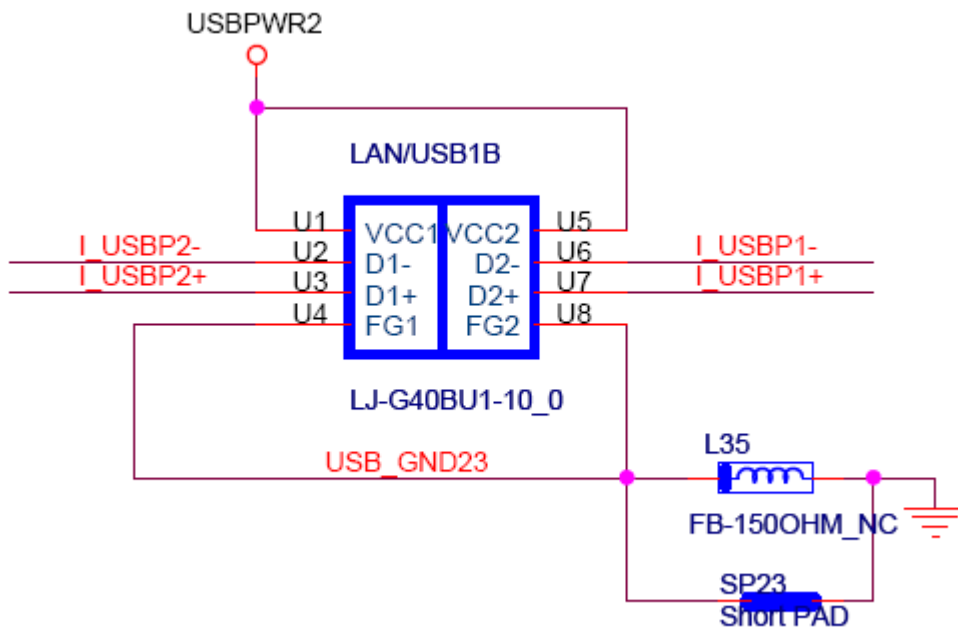 USBPWR2
LAN/USB1B
U1 VCC1 VCC2 U5
I_USBP2- U2 D1- D2- U6 I_USBP1-
I_USBP2+ U3 D1+ D2+ U7 I_USBP1+
U4 FG1 FG2 U8
LJ-G40BU1-10_0
L35
USB_GND23
FB-150OHM_NC
SP23
Short PAD